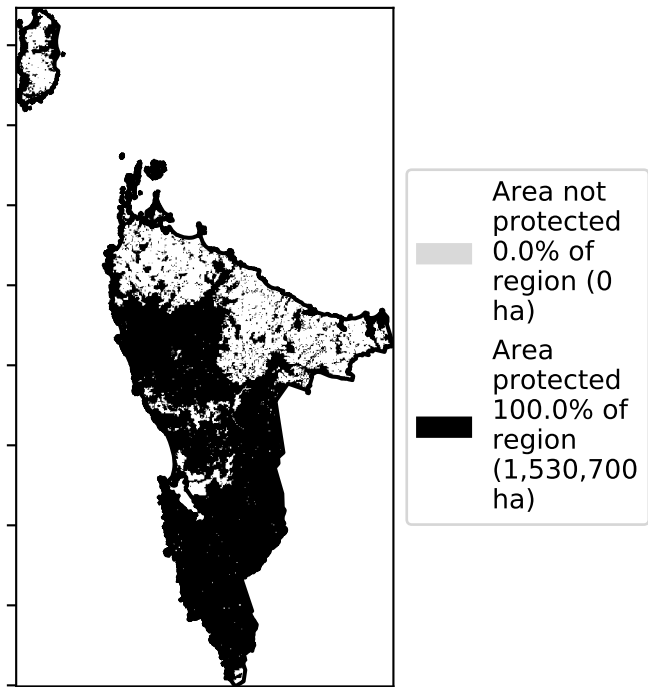 Area not
protected
0.0% of
region (0
ha)
Area
protected
100.0% of
region
(1,530,700
ha)